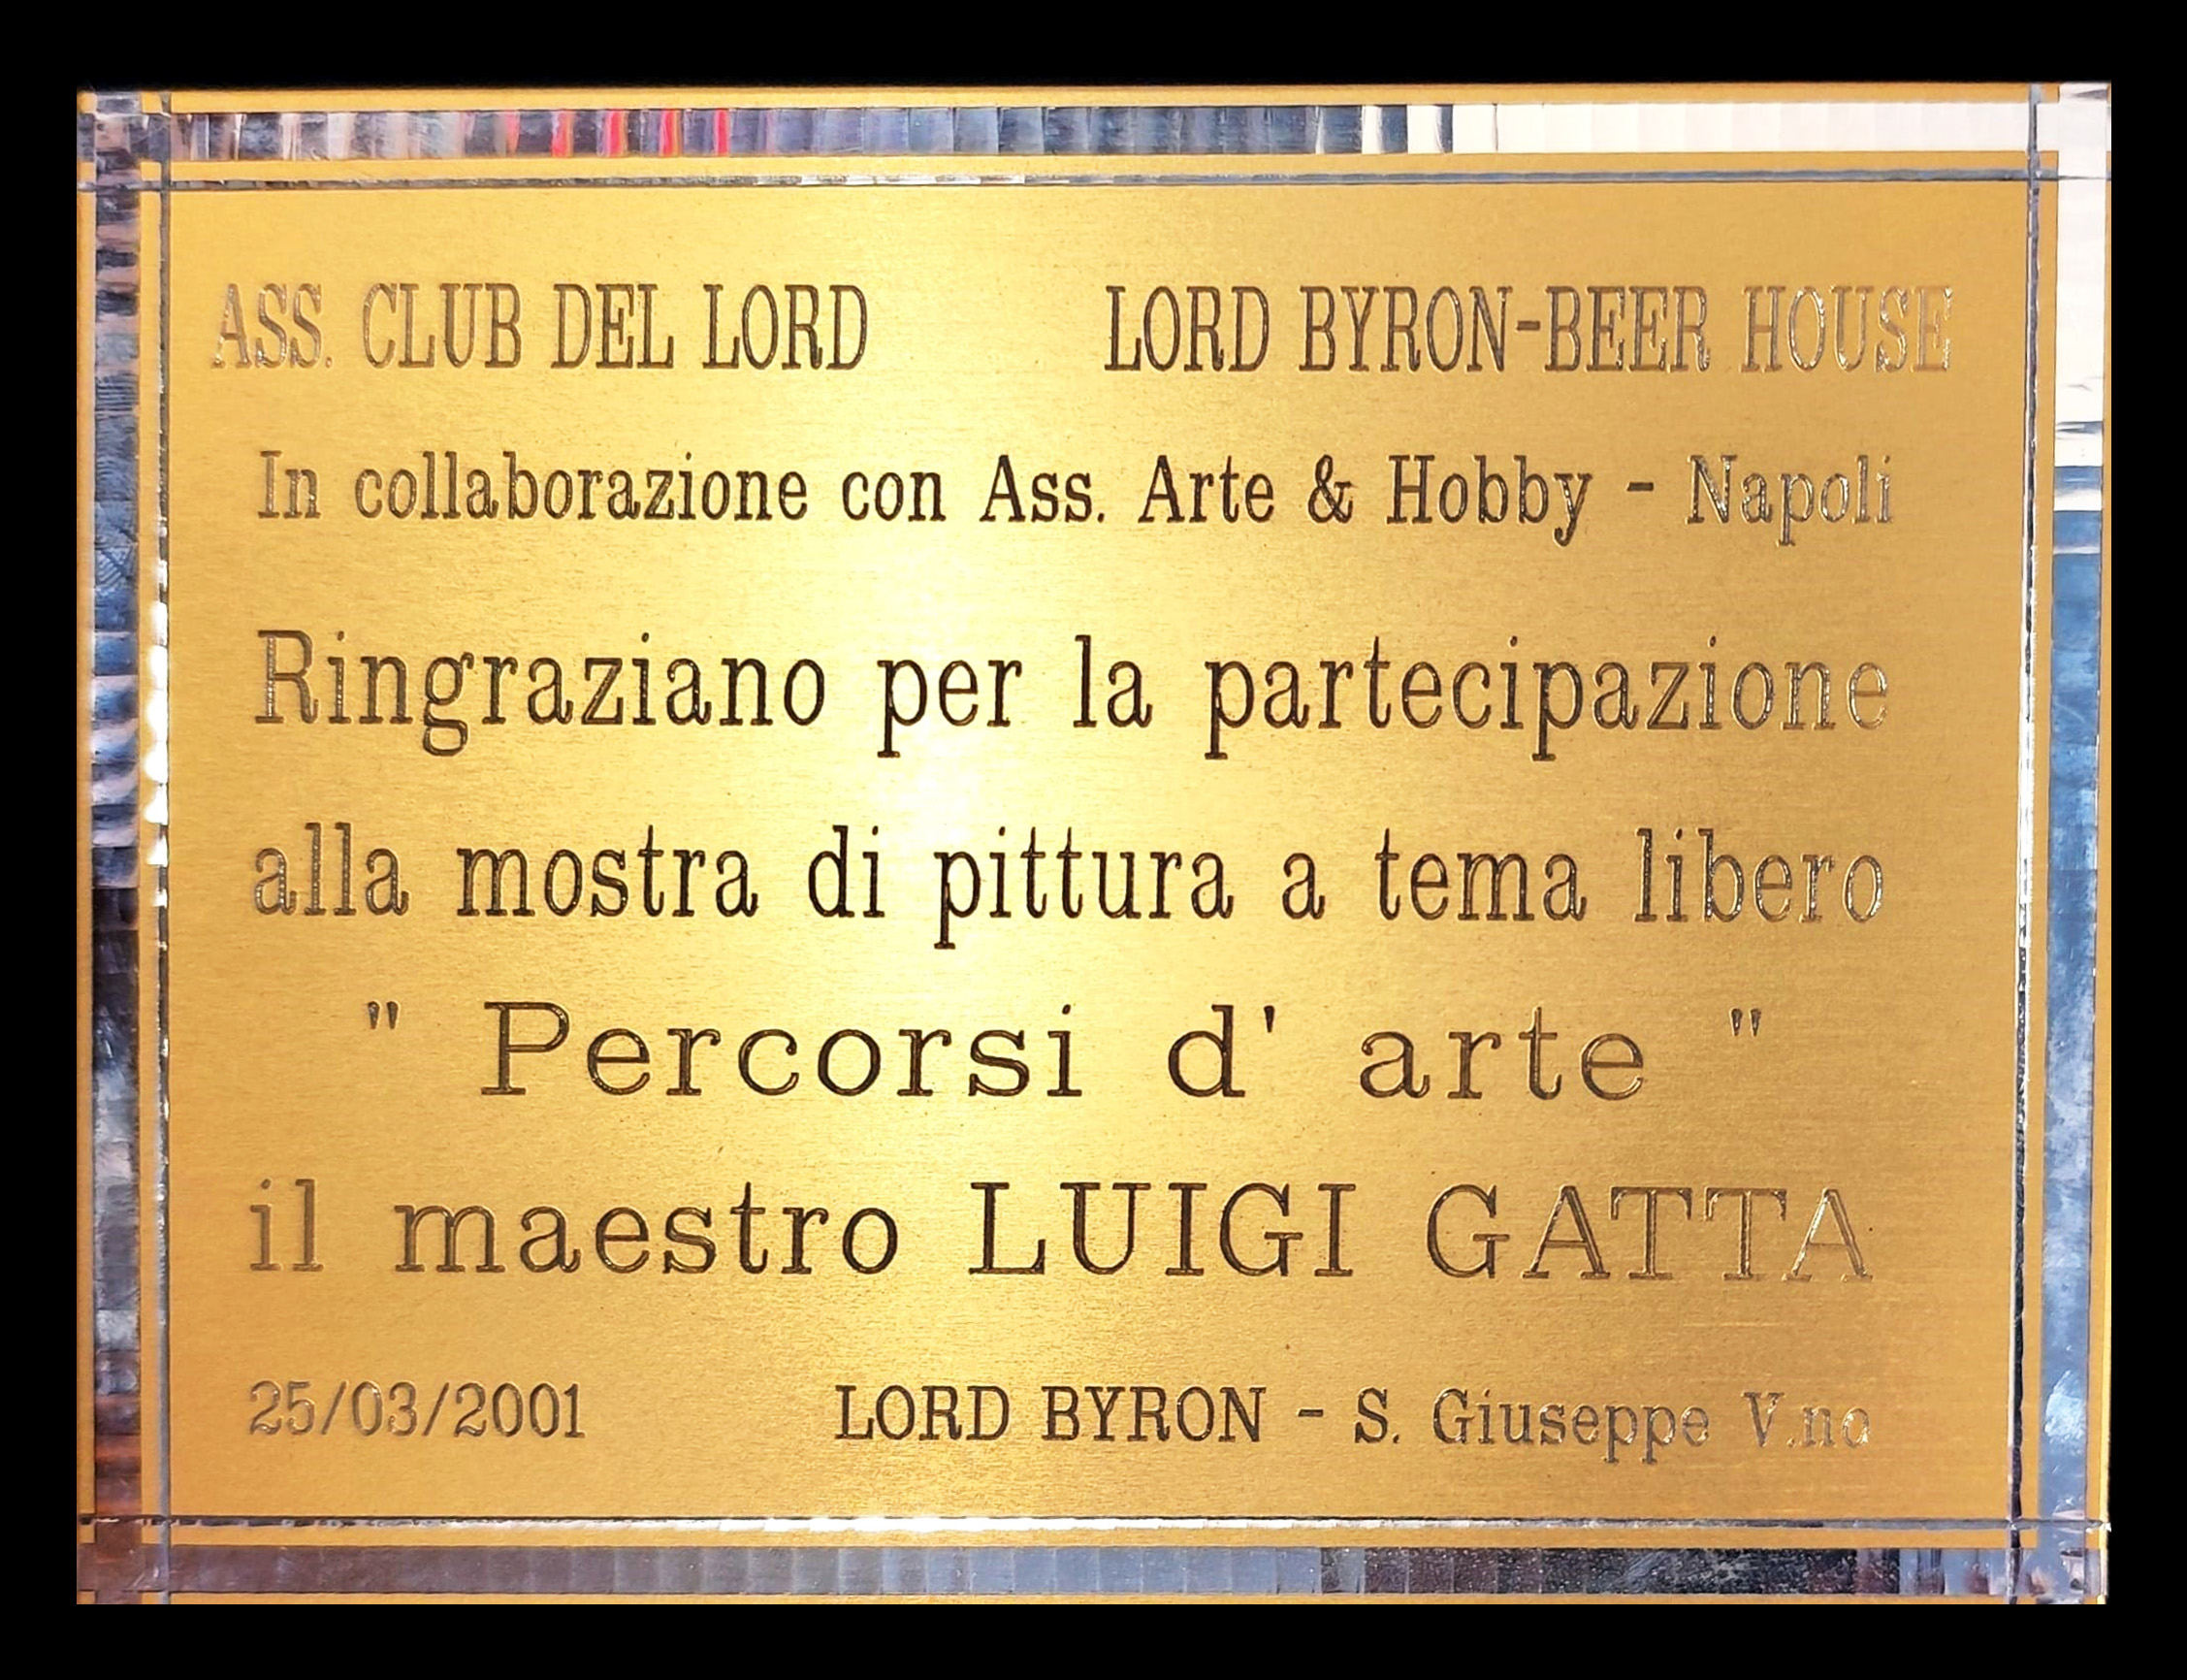 ASS. CLUB DEL LORD LORD BYRON-BEER HOUSE
In collaborazione con Ass. Arte & Hobby - Napoli
Ringraziano per la partecipazione
alla mostra di pittura a tema libero
" Percorsi d' arte "
il maestro LUIGI GATTA
25/03/2001 LORD BYRON - S. Giuseppe V.no